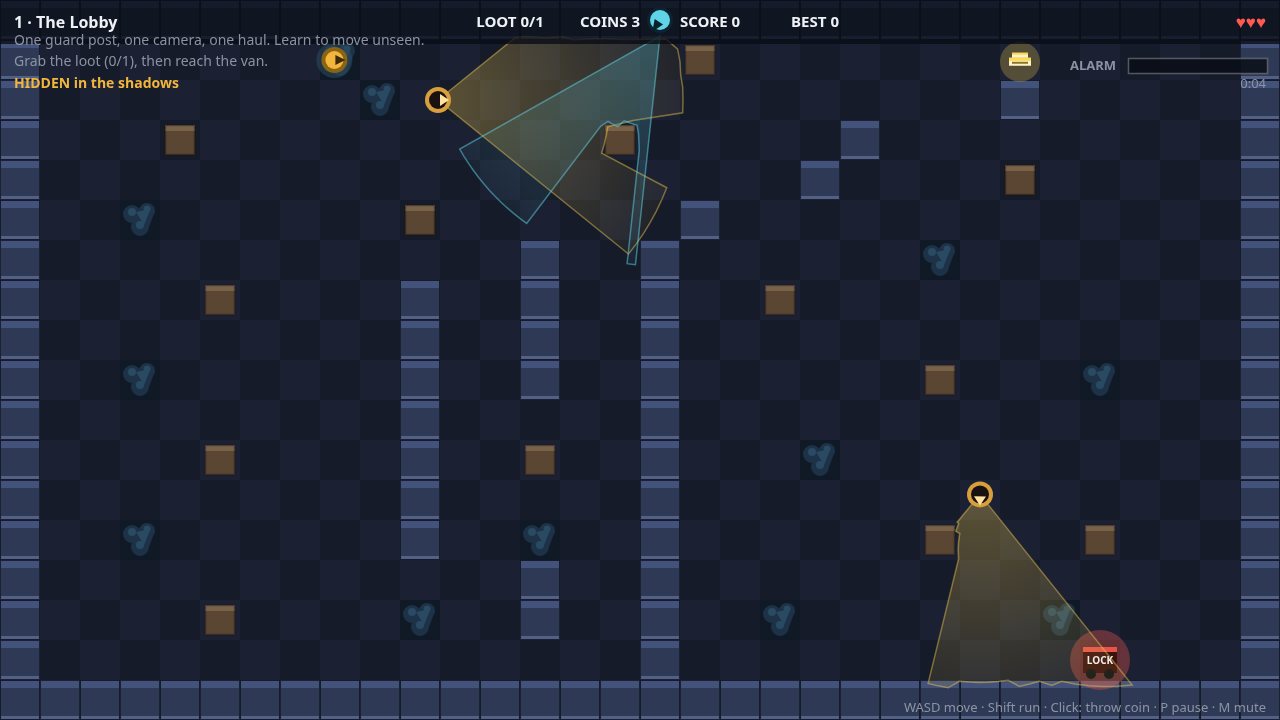 1 · The Lobby
LOOT 0/1
COINS 3
SCORE 0
BEST 0
♥♥♥
One guard post, one camera, one haul. Learn to move unseen.
Grab the loot (0/1), then reach the van.
HIDDEN in the shadows
ALARM
0:04
LOCK
WASD move · Shift run · Click: throw coin · P pause · M mute